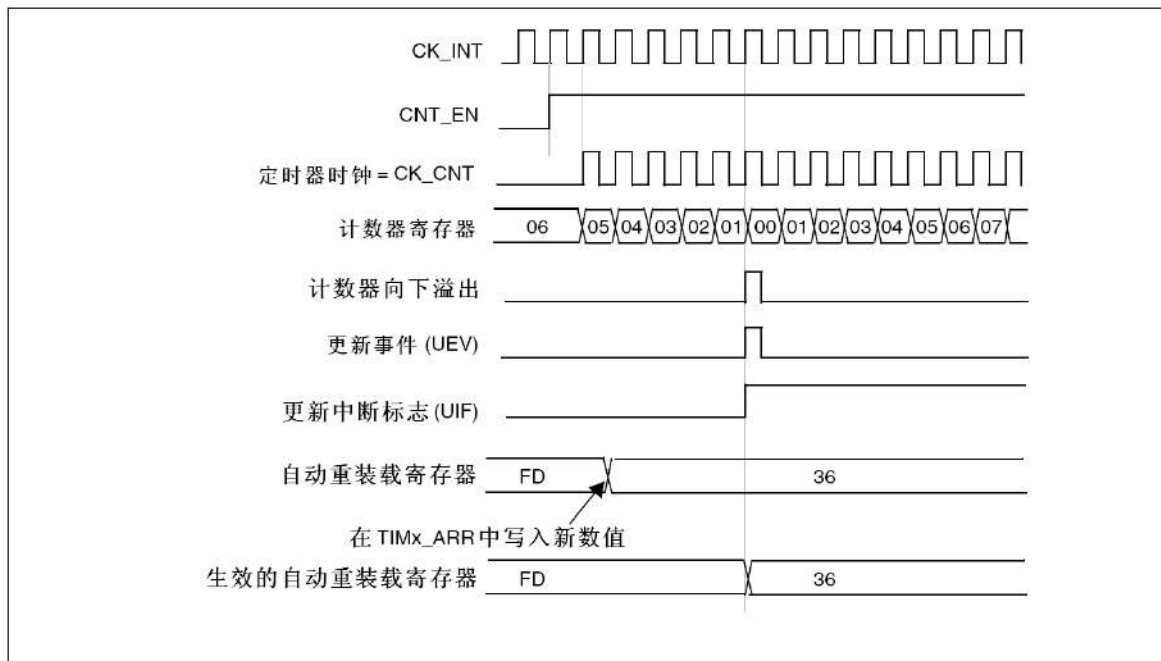 CK_INT
CNT_EN
定时器时钟 = CK_CNT
计数器寄存器 06 05 04 03 02 01 00 01 02 03 04 05 06 07
计数器向下溢出
更新事件 (UEV)
更新中断标志 (UIF)
自动重装载寄存器 FD 36
在 TIMx_ARR 中写入新数值
生效的自动重装载寄存器 FD 36